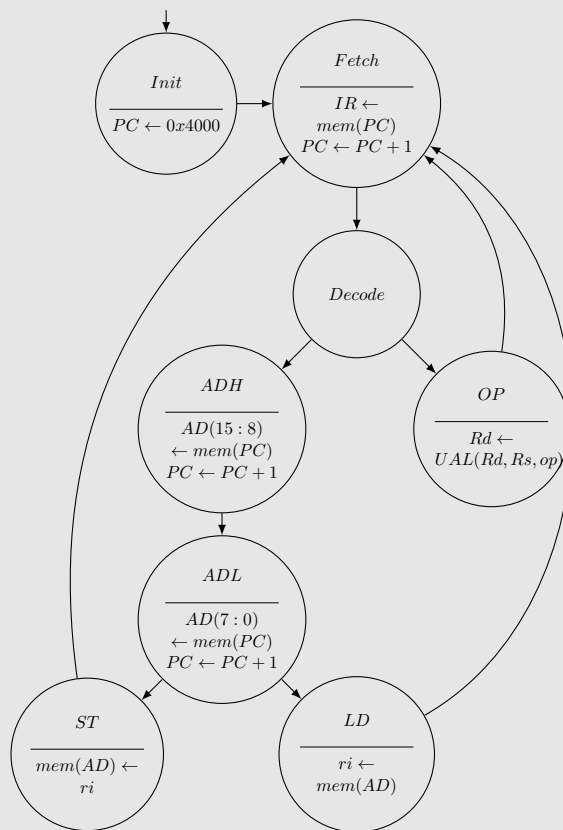 Init
PC ← 0x4000
Fetch
IR ←
mem(PC)
PC ← PC + 1
Decode
ADH
AD(15 : 8)
← mem(PC)
PC ← PC + 1
OP
Rd ←
UAL(Rd, Rs, op)
ADL
AD(7 : 0)
← mem(PC)
PC ← PC + 1
ST
mem(AD) ←
ri
LD
ri ←
mem(AD)